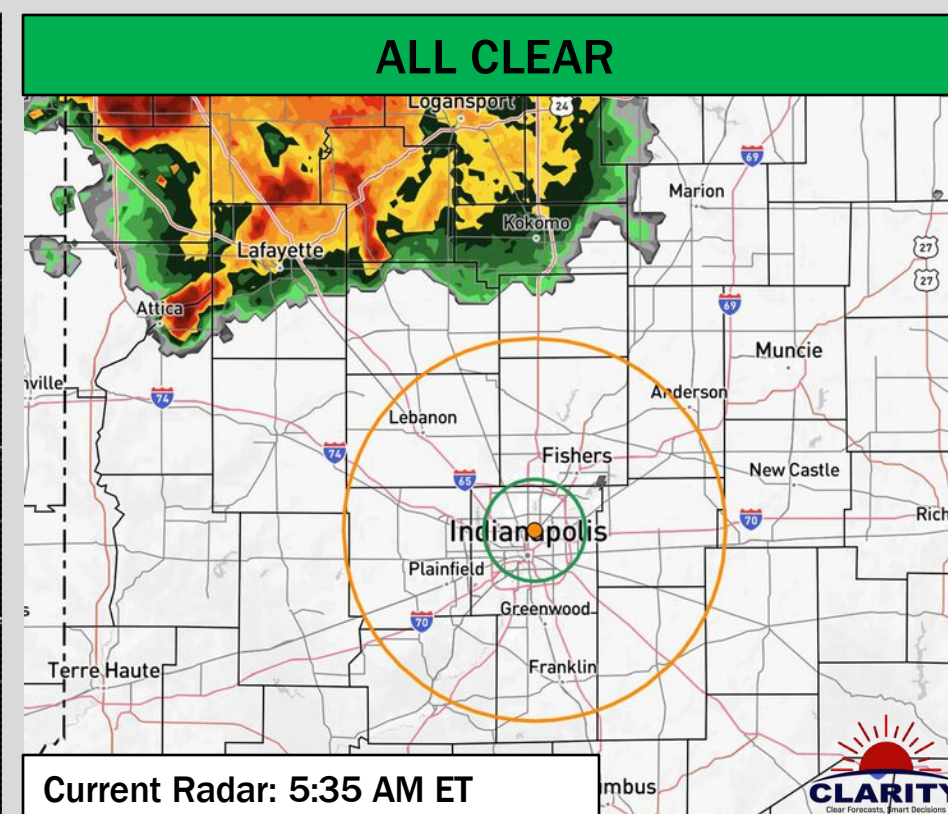 ALL CLEAR
Logansport
24
69
Marion
Kokomo
27
Lafayette
27
69
Attica
Muncie
74
Anderson
Lebanon
74
Fishers
65
New Castle
70
Indianapolis
Plainfield
Greenwood
70
Franklin
Terre Haute
Current Radar: 5:35 AM ET
CLARITY
Clear Forecasts, Smart Decisions